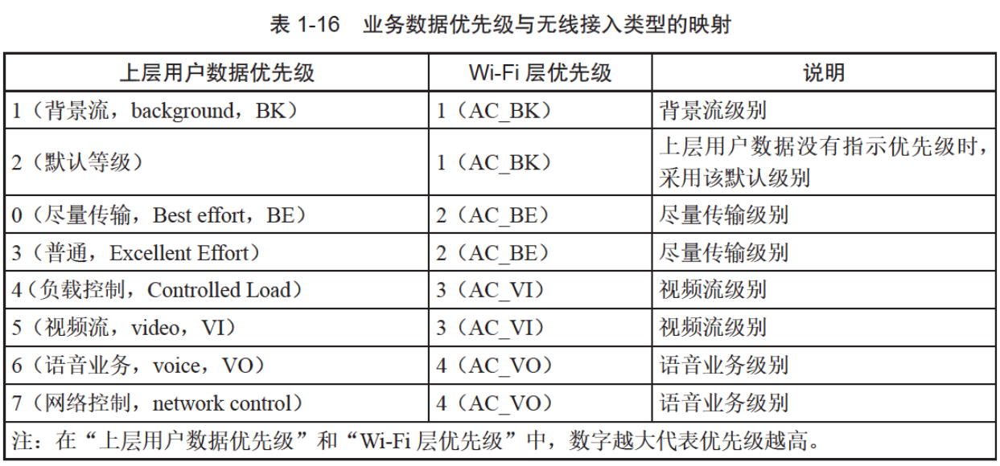 表 1-16 业务数据优先级与无线接入类型的映射
上层用户数据优先级 Wi-Fi 层优先级 说明
1（背景流，background，BK） 1（AC_BK） 背景流级别
2（默认等级） 1（AC_BK） 上层用户数据没有指示优先级时，
采用该默认级别
0（尽量传输，Best effort，BE） 2（AC_BE） 尽量传输级别
3（普通，Excellent Effort） 2（AC_BE） 尽量传输级别
4（负载控制，Controlled Load） 3（AC_VI） 视频流级别
5（视频流，video，VI） 3（AC_VI） 视频流级别
6（语音业务，voice，VO） 4（AC_VO） 语音业务级别
7（网络控制，network control） 4（AC_VO） 语音业务级别
注：在“上层用户数据优先级”和“Wi-Fi 层优先级”中，数字越大代表优先级越高。